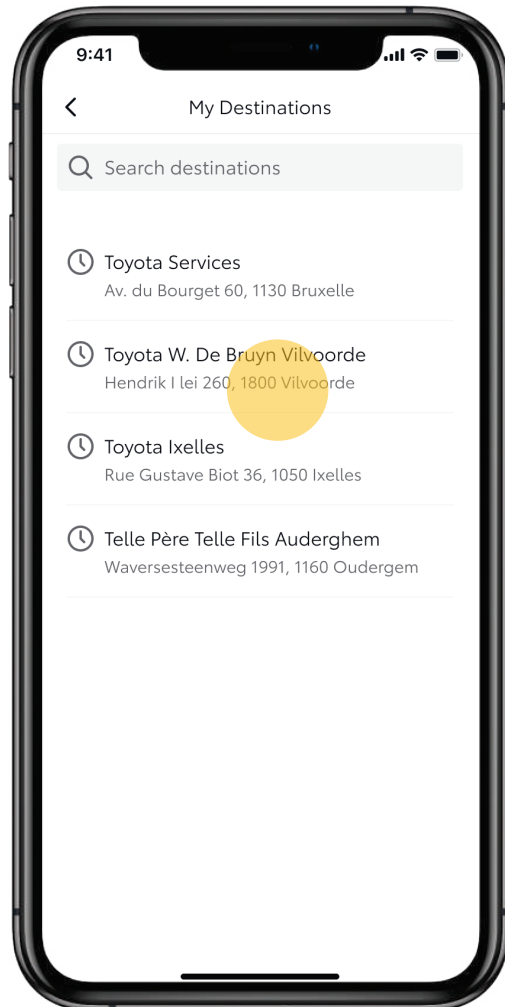 9:41
My Destinations
Search destinations
Toyota Services
Av. du Bourget 60, 1130 Bruxelle
Toyota W. De Bruyn Vilvoorde
Hendrik I lei 260, 1800 Vilvoorde
Toyota Ixelles
Rue Gustave Biot 36, 1050 Ixelles
Telle Père Telle Fils Auderghem
Waversesteenweg 1991, 1160 Oudergem